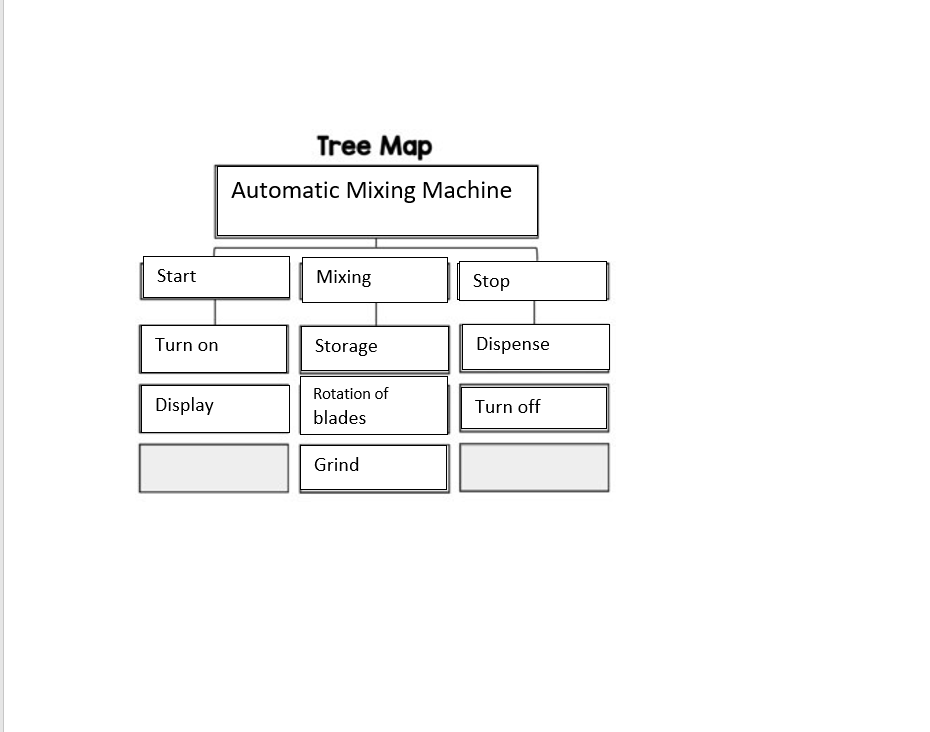 Tree Map
Automatic Mixing Machine
Start
Mixing
Stop
Turn on
Storage
Dispense
Display
Rotation of
blades
Turn off
Grind